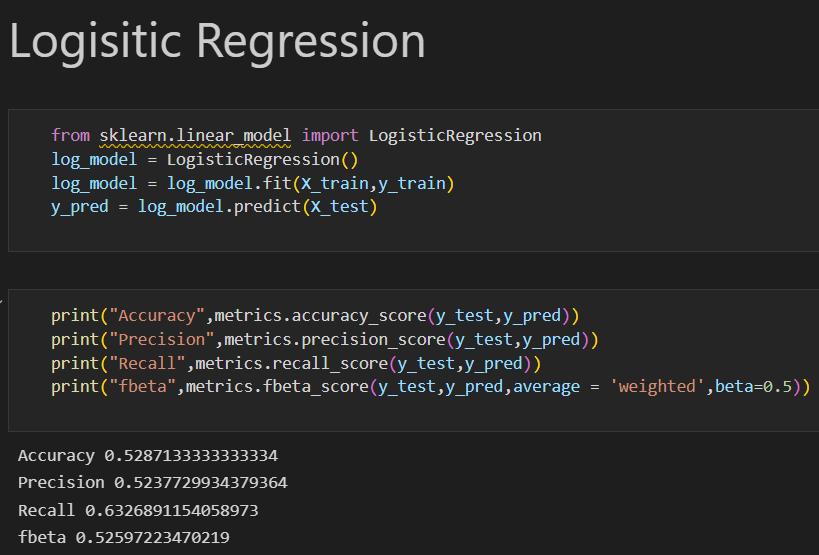 Logisitic Regression
from sklearn.linear_model import LogisticRegression
log_model = LogisticRegression()
log_model = log_model.fit(X_train,y_train)
y_pred = log_model.predict(X_test)
print("Accuracy",metrics.accuracy_score(y_test,y_pred))
print("Precision",metrics.precision_score(y_test,y_pred))
print("Recall",metrics.recall_score(y_test,y_pred))
print("fbeta",metrics.fbeta_score(y_test,y_pred,average = 'weighted',beta=0.5))
Accuracy 0.5287133333333334
Precision 0.5237729934379364
Recall 0.6326891154058973
fbeta 0.52597223470219